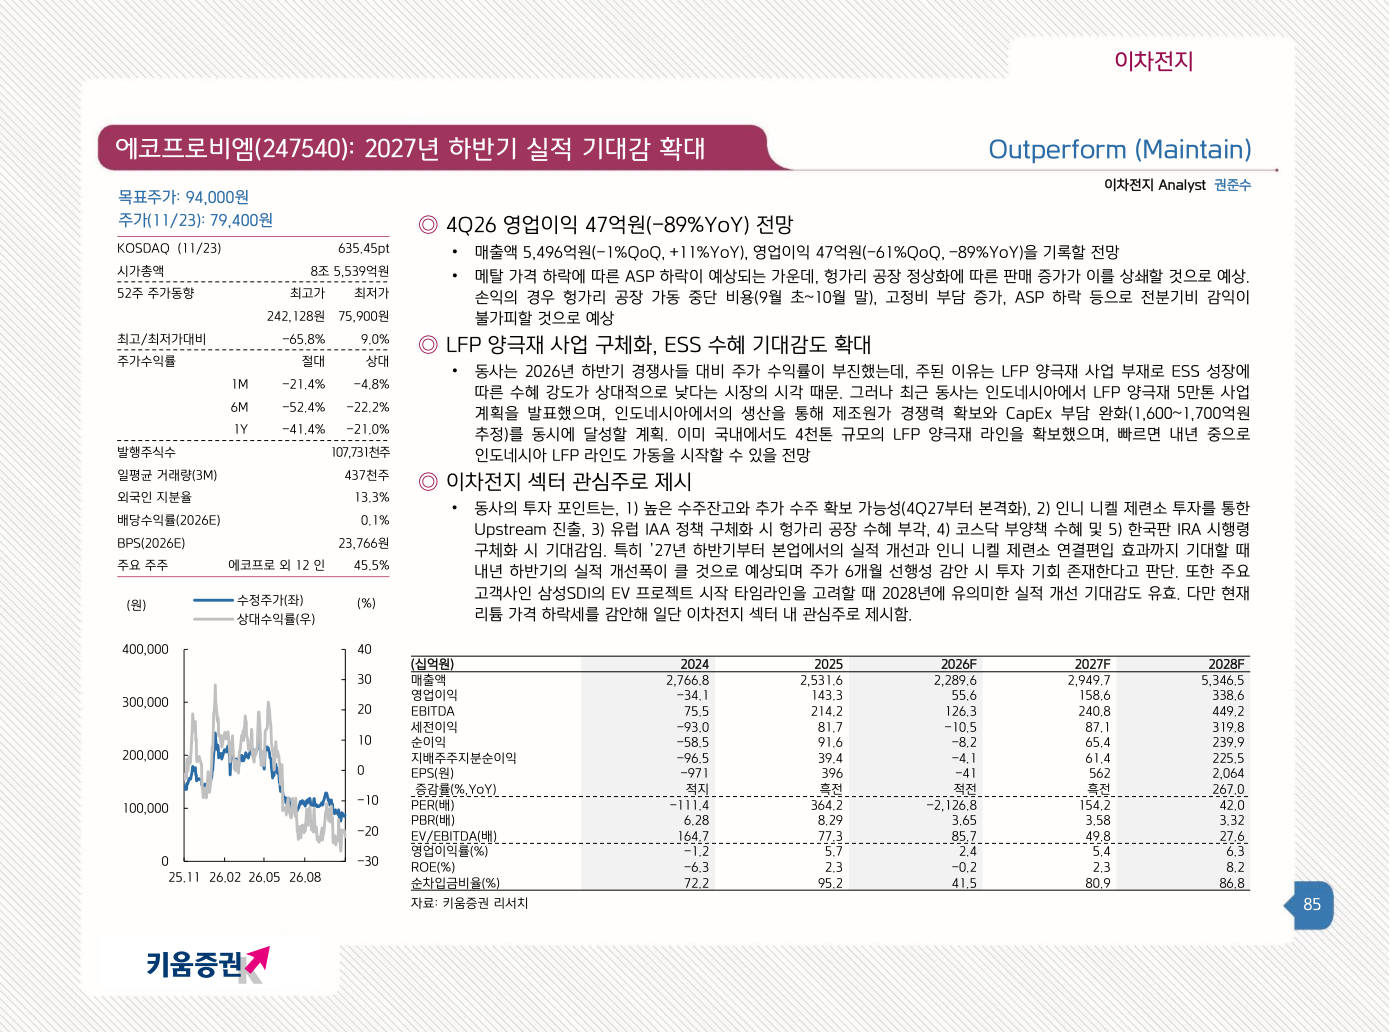 이차전지
에코프로비엠(247540): 2027년 하반기 실적 기대감 확대
Outperform (Maintain)
이차전지 Analyst 권준수
목표주가: 94,000원
주가(11/23): 79,400원
KOSDAQ (11/23) 635.45pt
시가총액 8조 5,539억원
52주 주가동향 최고가 최저가
242,128원 75,900원
최고/최저가대비 −65.8% 9.0%
주가수익률 절대 상대
1M −21.4% −4.8%
6M −52.4% −22.2%
1Y −41.4% −21.0%
발행주식수 107,731천주
일평균 거래량(3M) 437천주
외국인 지분율 13.3%
배당수익률(2026E) 0.1%
BPS(2026E) 23,766원
주요 주주 에코프로 외 12 인 45.5%
(원) 수정주가(좌) (%)
상대수익률(우)
400,000 40
30
300,000 20
10
200,000 0
100,000 −10
−20
0 −30
25.11 26.02 26.05 26.08
◎ 4Q26 영업이익 47억원(−89%YoY) 전망
• 매출액 5,496억원(−1%QoQ, +11%YoY), 영업이익 47억원(−61%QoQ, −89%YoY)을 기록할 전망
• 메탈 가격 하락에 따른 ASP 하락이 예상되는 가운데, 헝가리 공장 정상화에 따른 판매 증가가 이를 상쇄할 것으로 예상.
손익의 경우 헝가리 공장 가동 중단 비용(9월 초~10월 말), 고정비 부담 증가, ASP 하락 등으로 전분기비 감익이
불가피할 것으로 예상
◎ LFP 양극재 사업 구체화, ESS 수혜 기대감도 확대
• 동사는 2026년 하반기 경쟁사들 대비 주가 수익률이 부진했는데, 주된 이유는 LFP 양극재 사업 부재로 ESS 성장에
따른 수혜 강도가 상대적으로 낮다는 시장의 시각 때문. 그러나 최근 동사는 인도네시아에서 LFP 양극재 5만톤 사업
계획을 발표했으며, 인도네시아에서의 생산을 통해 제조원가 경쟁력 확보와 CapEx 부담 완화(1,600~1,700억원
추정)를 동시에 달성할 계획. 이미 국내에서도 4천톤 규모의 LFP 양극재 라인을 확보했으며, 빠르면 내년 중으로
인도네시아 LFP 라인도 가동을 시작할 수 있을 전망
◎ 이차전지 섹터 관심주로 제시
• 동사의 투자 포인트는, 1) 높은 수주잔고와 추가 수주 확보 가능성(4Q27부터 본격화), 2) 인니 니켈 제련소 투자를 통한
Upstream 진출, 3) 유럽 IAA 정책 구체화 시 헝가리 공장 수혜 부각, 4) 코스닥 부양책 수혜 및 5) 한국판 IRA 시행령
구체화 시 기대감임. 특히 ’27년 하반기부터 본업에서의 실적 개선과 인니 니켈 제련소 연결편입 효과까지 기대할 때
내년 하반기의 실적 개선폭이 클 것으로 예상되며 주가 6개월 선행성 감안 시 투자 기회 존재한다고 판단. 또한 주요
고객사인 삼성SDI의 EV 프로젝트 시작 타임라인을 고려할 때 2028년에 유의미한 실적 개선 기대감도 유효. 다만 현재
리튬 가격 하락세를 감안해 일단 이차전지 섹터 내 관심주로 제시함.
(십억원) 2024 2025 2026F 2027F 2028F
매출액 2,766.8 2,531.6 2,289.6 2,949.7 5,346.5
영업이익 −34.1 143.3 55.6 158.6 338.6
EBITDA 75.5 214.2 126.3 240.8 449.2
세전이익 −93.0 81.7 −10.5 87.1 319.8
순이익 −58.5 91.6 −8.2 65.4 239.9
지배주주지분순이익 −96.5 39.4 −4.1 61.4 225.5
EPS(원) −971 396 −41 562 2,064
증감률(%,YoY) 적지 흑전 적전 흑전 267.0
PER(배) −111.4 364.2 −2,126.8 154.2 42.0
PBR(배) 6.28 8.29 3.65 3.58 3.32
EV/EBITDA(배) 164.7 77.3 85.7 49.8 27.6
영업이익률(%) −1.2 5.7 2.4 5.4 6.3
ROE(%) −6.3 2.3 −0.2 2.3 8.2
순차입금비율(%) 72.2 95.2 41.5 80.9 86.8
자료: 키움증권 리서치
85
키움증권